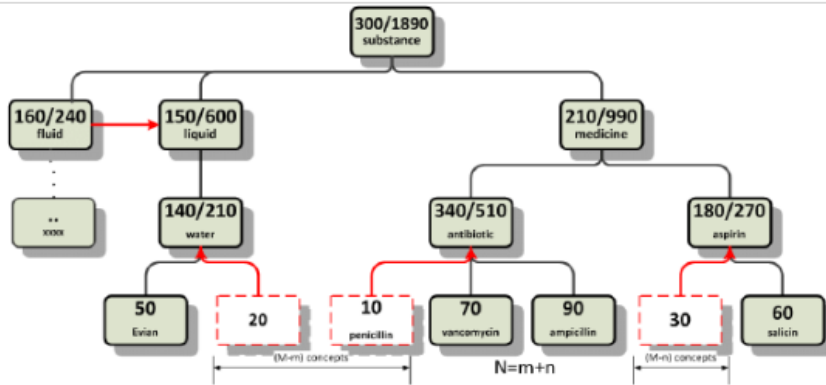 300/1890
substance
160/240
fluid
150/600
liquid
210/990
medicine
..
xxxx
140/210
water
340/510
antibiotic
180/270
aspirin
50
Evian
20
10
penicillin
70
vancomycin
90
ampicillin
30
60
salicin
(M-m) concepts
N=m+n
(M-n) concepts